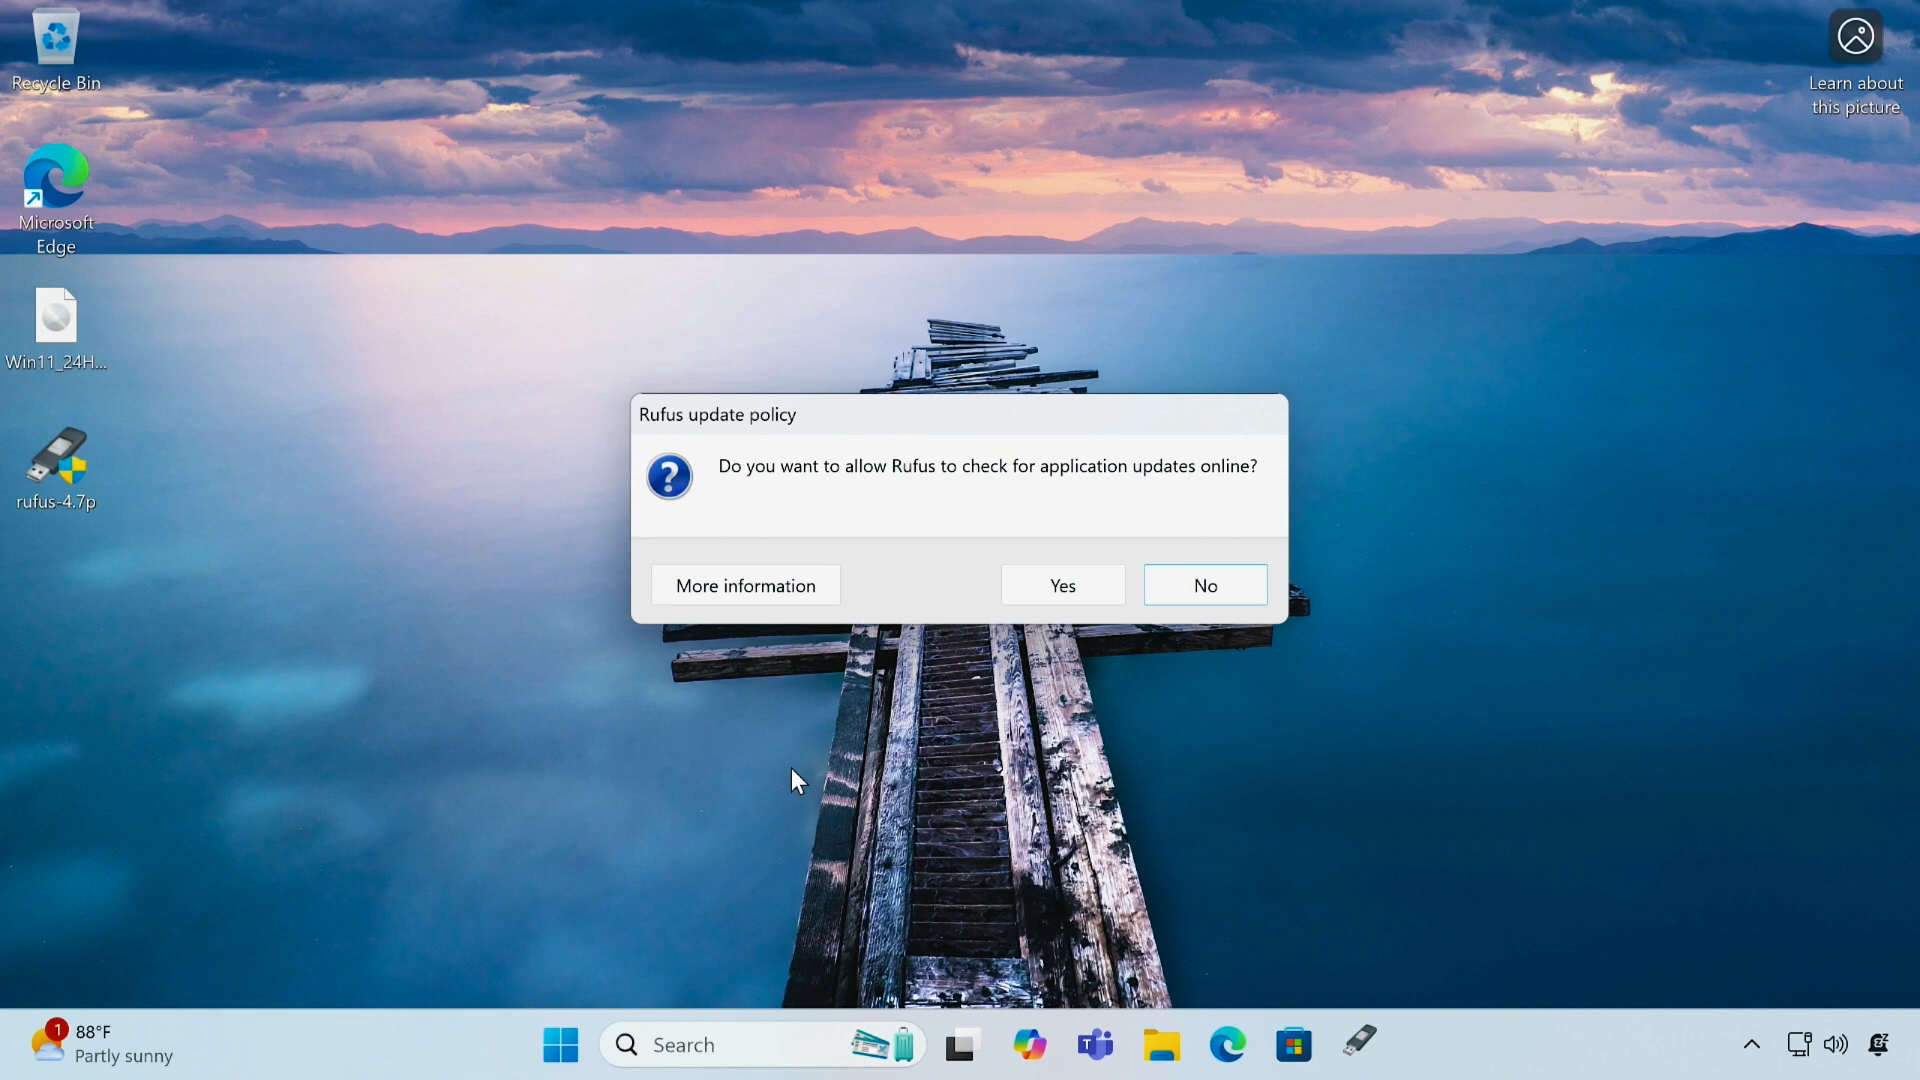 Recycle Bin
Learn about
this picture
Microsoft
Edge
Win11_24H...
rufus-4.7p
Rufus update policy
Do you want to allow Rufus to check for application updates online?
More information
Yes
No
1
88°F
Partly sunny
Search